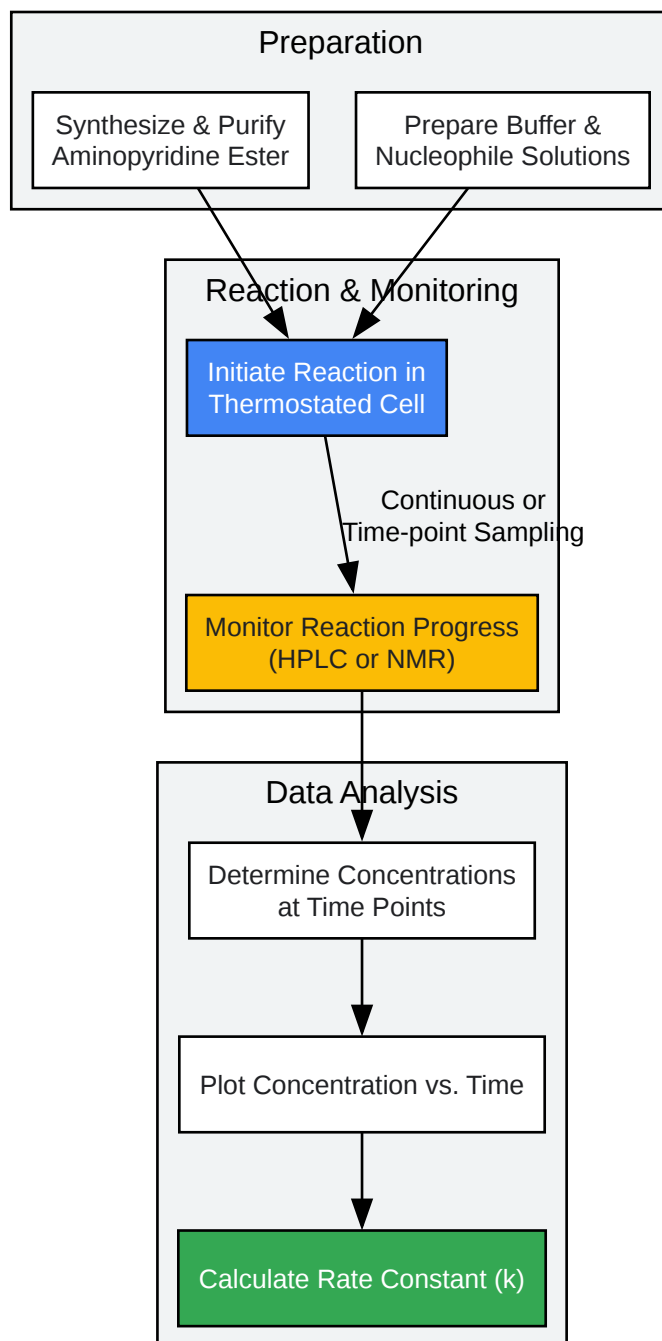 Preparation
Synthesize & Purify
Aminopyridine Ester
Prepare Buffer &
Nucleophile Solutions
Reaction & Monitoring
Initiate Reaction in
Thermostated Cell
Continuous or
Time-point Sampling
Monitor Reaction Progress
(HPLC or NMR)
Data Analysis
Determine Concentrations
at Time Points
Plot Concentration vs. Time
Calculate Rate Constant (k)